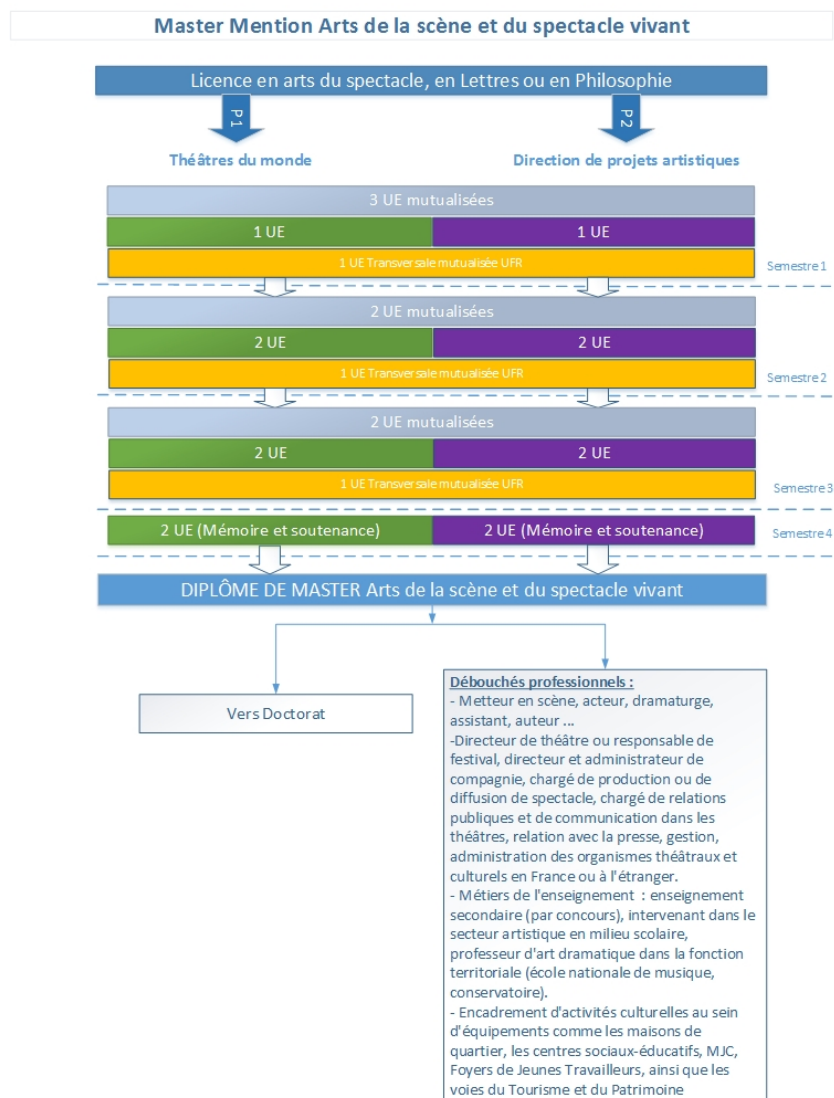 Master Mention Arts de la scène et du spectacle vivant
Licence en arts du spectacle, en Lettres ou en Philosophie
P1
P2
Théâtres du monde
Direction de projets artistiques
3 UE mutualisées
1 UE
1 UE
1 UE Transversale mutualisée UFR
Semestre 1
2 UE mutualisées
2 UE
2 UE
1 UE Transversale mutualisée UFR
Semestre 2
2 UE mutualisées
2 UE
2 UE
1 UE Transversale mutualisée UFR
Semestre 3
2 UE (Mémoire et soutenance)
2 UE (Mémoire et soutenance)
Semestre 4
DIPLÔME DE MASTER Arts de la scène et du spectacle vivant
Vers Doctorat
Débouchés professionnels :
- Metteur en scène, acteur, dramaturge,
assistant, auteur ...
-Directeur de théâtre ou responsable de
festival, directeur et administrateur de
compagnie, chargé de production ou de
diffusion de spectacle, chargé de relations
publiques et de communication dans les
théâtres, relation avec la presse, gestion,
administration des organismes théâtraux et
culturels en France ou à l'étranger.
- Métiers de l'enseignement : enseignement
secondaire (par concours), intervenant dans le
secteur artistique en milieu scolaire,
professeur d'art dramatique dans la fonction
territoriale (école nationale de musique,
conservatoire).
- Encadrement d'activités culturelles au sein
d'équipements comme les maisons de
quartier, les centres sociaux-éducatifs, MJC,
Foyers de Jeunes Travailleurs, ainsi que les
voies du Tourisme et du Patrimoine